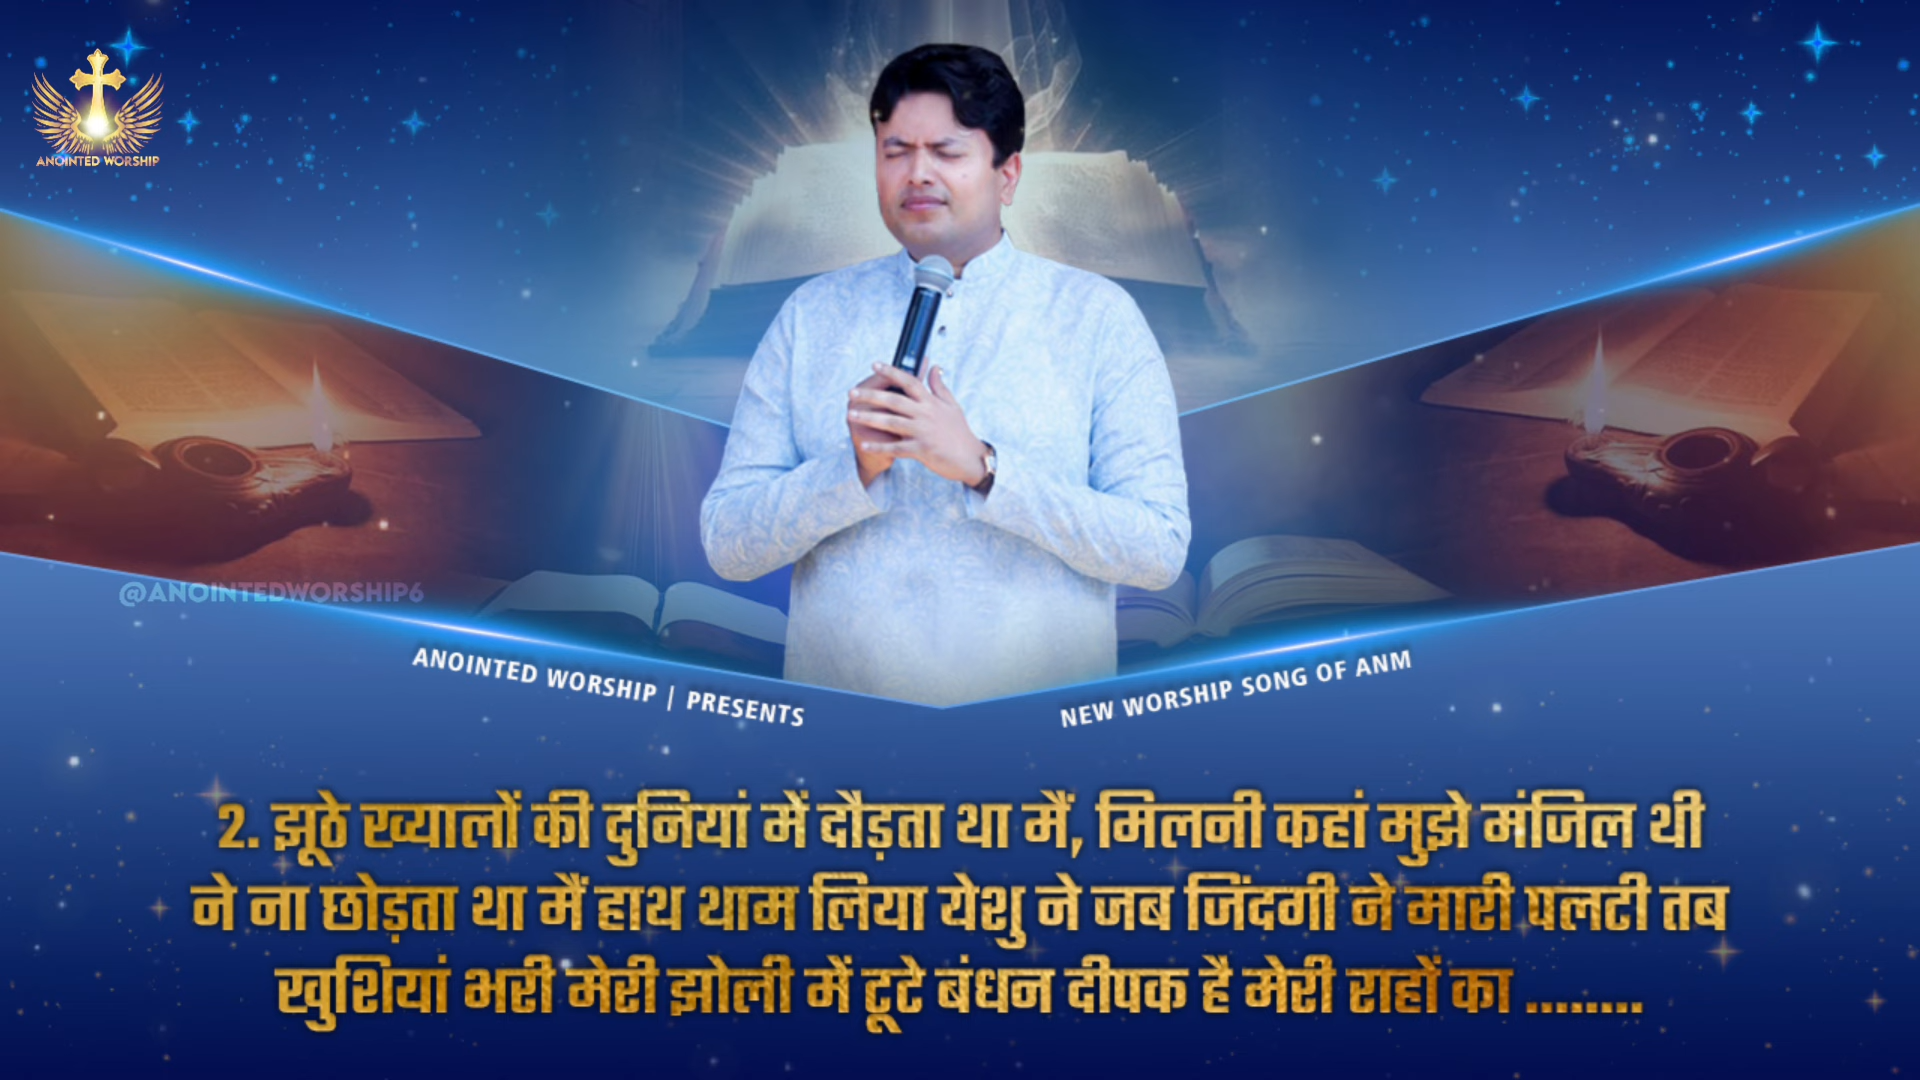 ANOINTED WORSHIP
@ANOINTEDWORSHIP6
ANOINTED WORSHIP | PRESENTS
NEW WORSHIP SONG OF ANM
2. झूठे ख्यालों की दुनियां में दौड़ता था मैं, मिलनी कहां मुझे मंजिल थी
ने ना छोड़ता था मैं हाथ थाम लिया येशु ने जब जिंदगी ने मारी पलटी तब
खुशियां भरी मेरी झोली में टूटे बंधन दीपक है मेरी राहों का ........